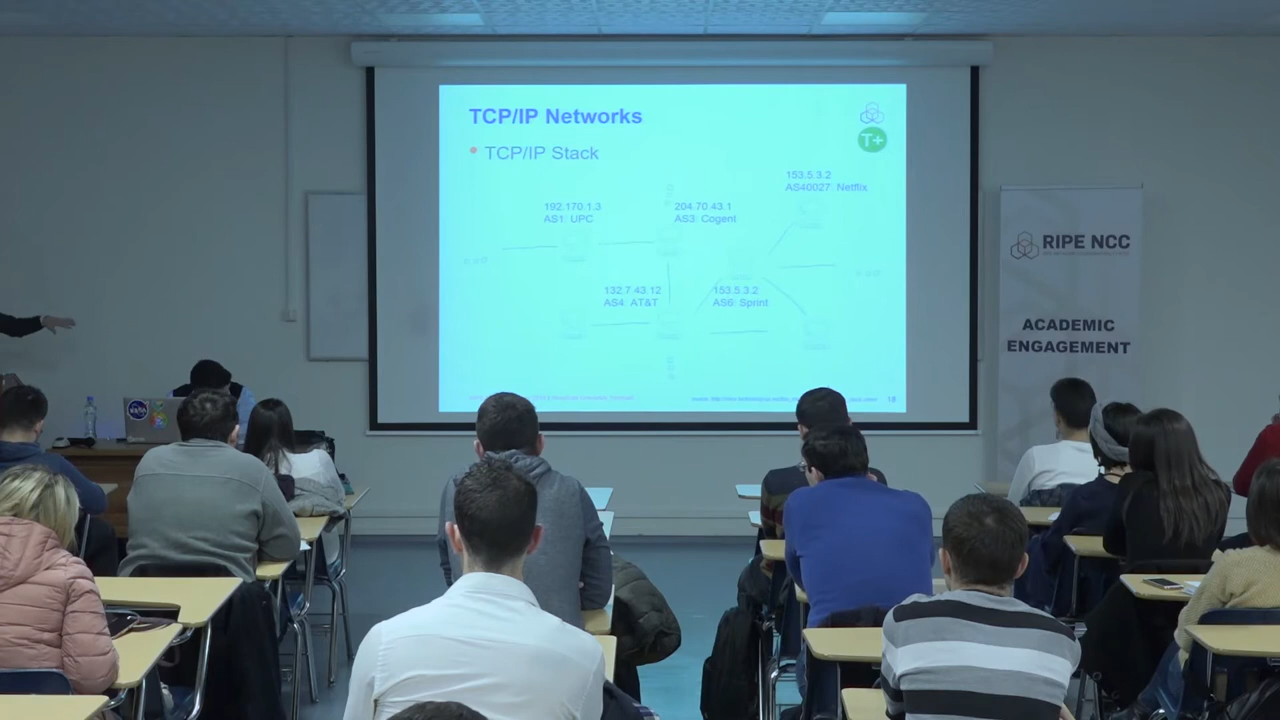 TCP/IP Networks
T+
• TCP/IP Stack
153.5.3.2
AS40027: Netflix
192.170.1.3
AS1: UPC
204.70.43.1
AS3: Cogent
132.7.43.12
AS4: AT&T
153.5.3.2
AS6: Sprint
18
RIPE NCC
ACADEMIC
ENGAGEMENT
NASA